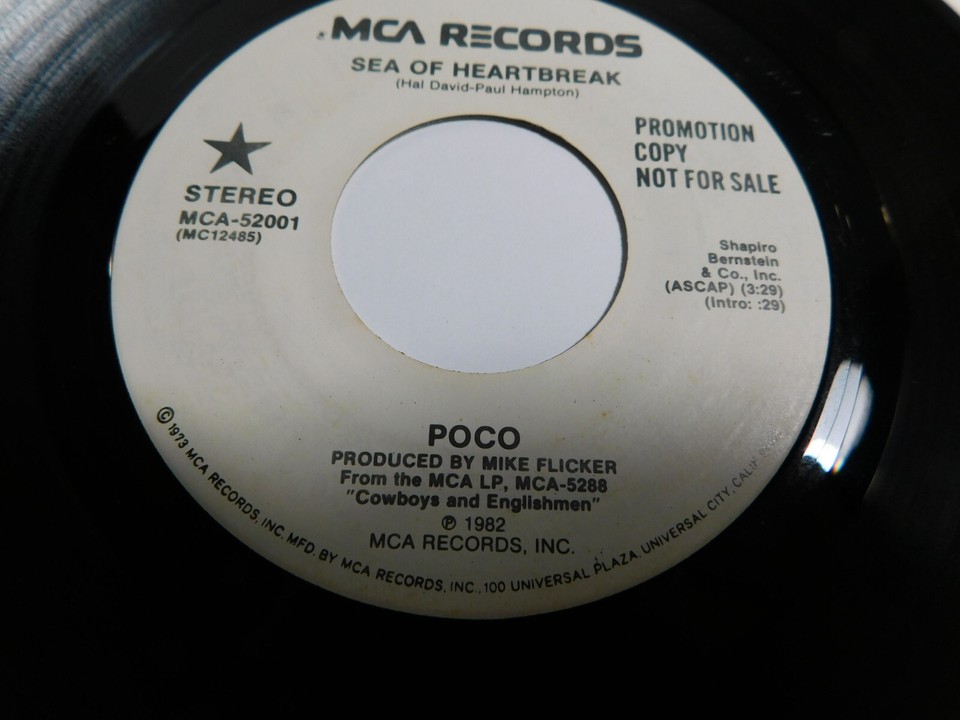 MCA RECORDS
SEA OF HEARTBREAK
(Hal David-Paul Hampton)
PROMOTION
COPY
NOT FOR SALE
STEREO
MCA-52001
(MC12485)
Shapiro
Bernstein
& Co., Inc.
(ASCAP) (3:29)
(Intro: :29)
POCO
PRODUCED BY MIKE FLICKER
From the MCA LP, MCA-5288
"Cowboys and Englishmen"
℗ 1982
MCA RECORDS, INC.
© 1973 MCA RECORDS, INC. MFD. BY MCA RECORDS, INC., 100 UNIVERSAL PLAZA, UNIVERSAL CITY,